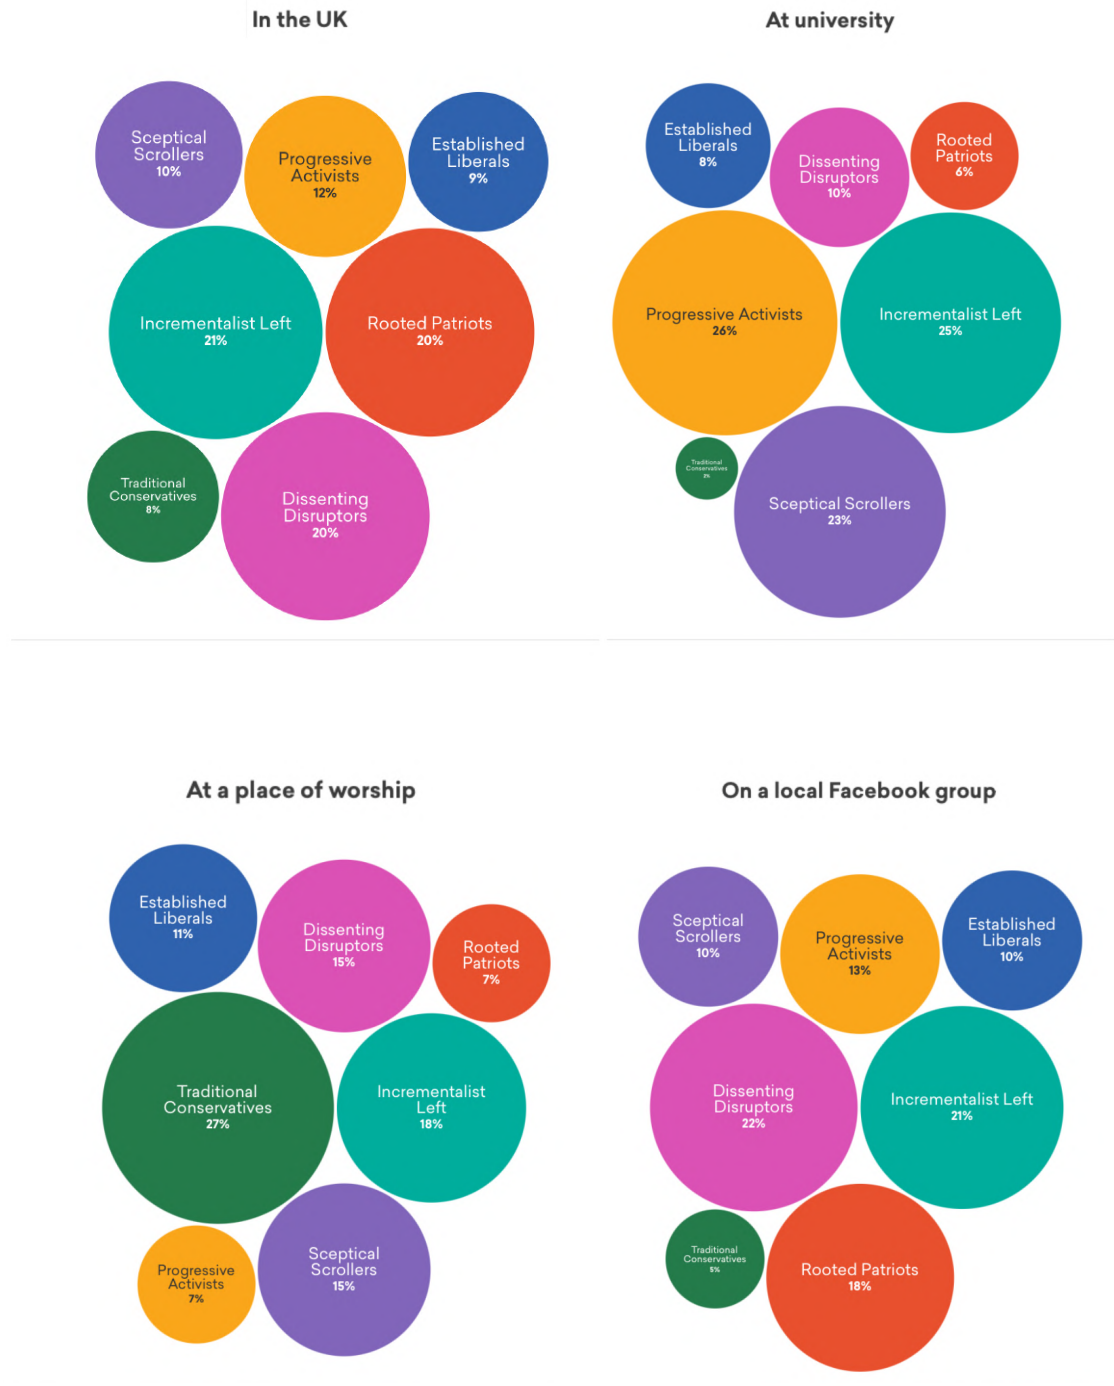 In the UK
Sceptical
Scrollers
10%
Progressive
Activists
12%
Established
Liberals
9%
Incrementalist Left
21%
Rooted Patriots
20%
Traditional
Conservatives
8%
Dissenting
Disruptors
20%
At university
Established
Liberals
8%
Dissenting
Disruptors
10%
Rooted
Patriots
6%
Progressive Activists
26%
Incrementalist Left
25%
Traditional
Conservatives
2%
Sceptical Scrollers
23%
At a place of worship
Established
Liberals
11%
Dissenting
Disruptors
15%
Rooted
Patriots
7%
Traditional
Conservatives
27%
Incrementalist
Left
18%
Progressive
Activists
7%
Sceptical
Scrollers
15%
On a local Facebook group
Sceptical
Scrollers
10%
Progressive
Activists
13%
Established
Liberals
10%
Dissenting
Disruptors
22%
Incrementalist Left
21%
Traditional
Conservatives
5%
Rooted Patriots
18%